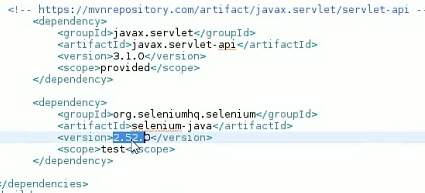 <!-- https://mvnrepository.com/artifact/javax.servlet/servlet-api --
<dependency>
<groupId>javax.servlet</groupId>
<artifactId>javax.servlet-api</artifactId>
<version>3.1.0</version>
<scope>provided</scope>
</dependency>
<dependency>
<groupId>org.seleniumhq.selenium</groupId>
<artifactId>selenium-java</artifactId>
<version>2.52.0</version>
<scope>test</scope>
</dependency>
</dependencies>